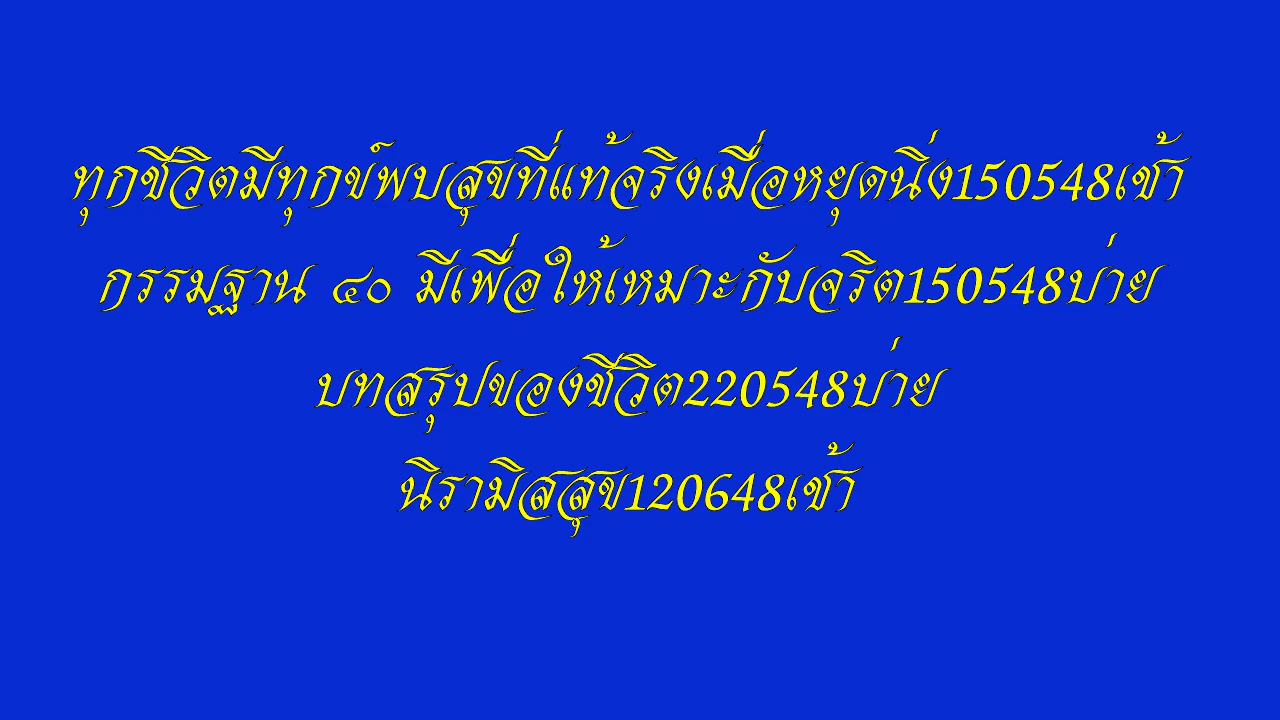 ทุกชีวิตมีทุกข์พบสุขที่แท้จริงเมื่อหยุดนิ่ง150548เช้า
กรรมฐาน ๔๐ มีเพื่อให้เหมาะกับจริต150548บ่าย
บทสรุปของชีวิต220548บ่าย
นิรามิสสุข120648เช้า